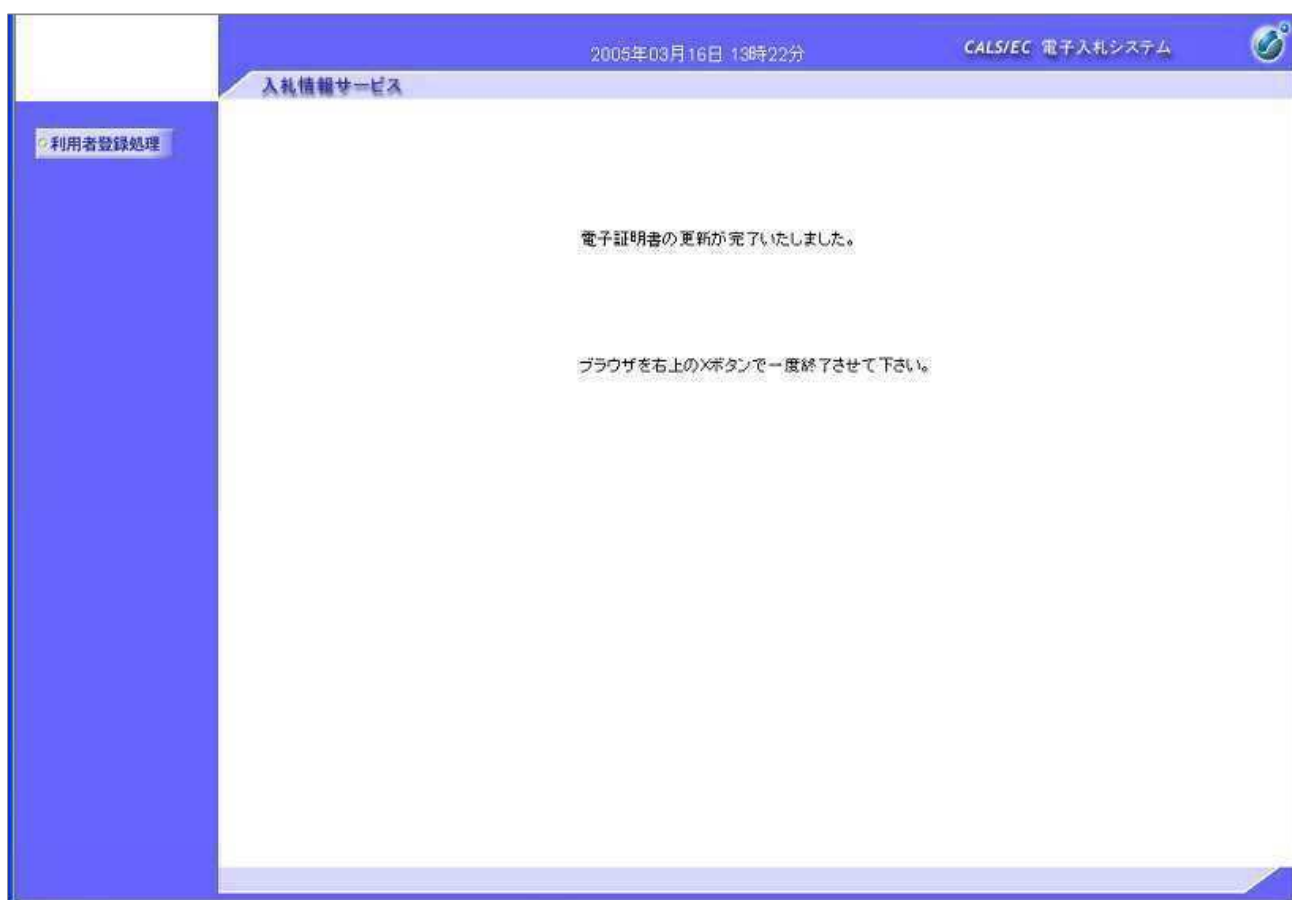 2005年03月16日 13時22分
CALS/EC 電子入札システム
入札情報サービス
利用者登録処理
電子証明書の更新が完了いたしました。
ブラウザを右上の×ボタンで一度終了させて下さい。